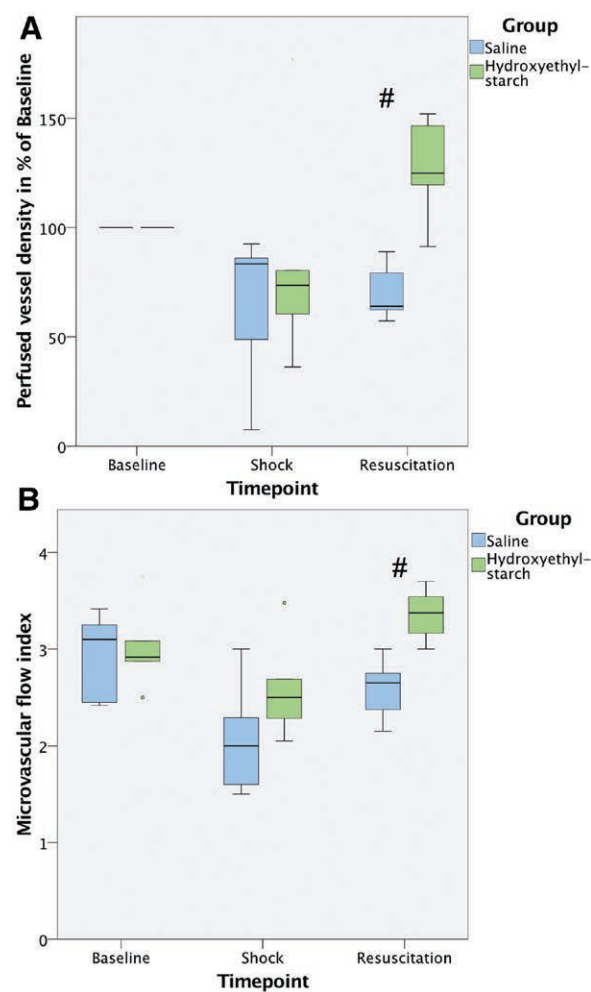 A
Group
Saline
Hydroxyethyl-
starch
#
Perfused vessel density in % of Baseline
150
100
50
0
Baseline
Shock
Resuscitation
Timepoint
B
Group
Saline
Hydroxyethyl-
starch
#
Microvascular flow index
4
3
2
1
0
Baseline
Shock
Resuscitation
Timepoint